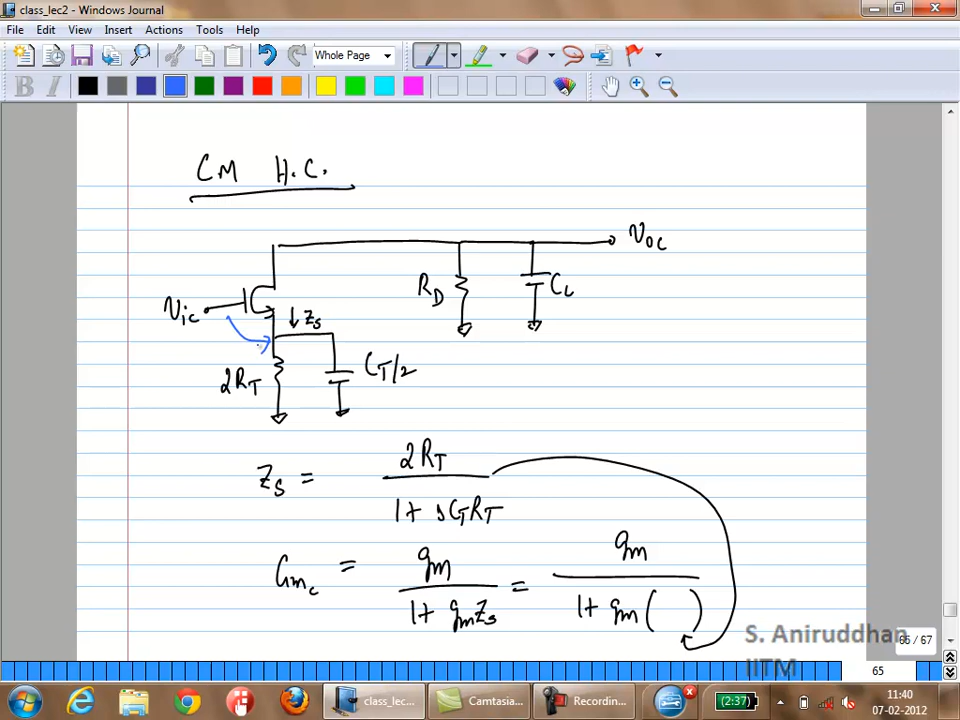 class_lec2 - Windows Journal
File Edit View Insert Actions Tools Help
Whole Page
B I
CM H.C.
Voc
RD
CL
Vic
Zs
2RT
CT/2
Zs = 2RT / 1 + sCTRT
Gmc = gm / 1 + gmZs = gm / 1 + gm( )
S. Aniruddhan
IITM
65 / 67
65
class_lec...
Camtasia...
Recordin...
(2:37)
11:40
07-02-2012